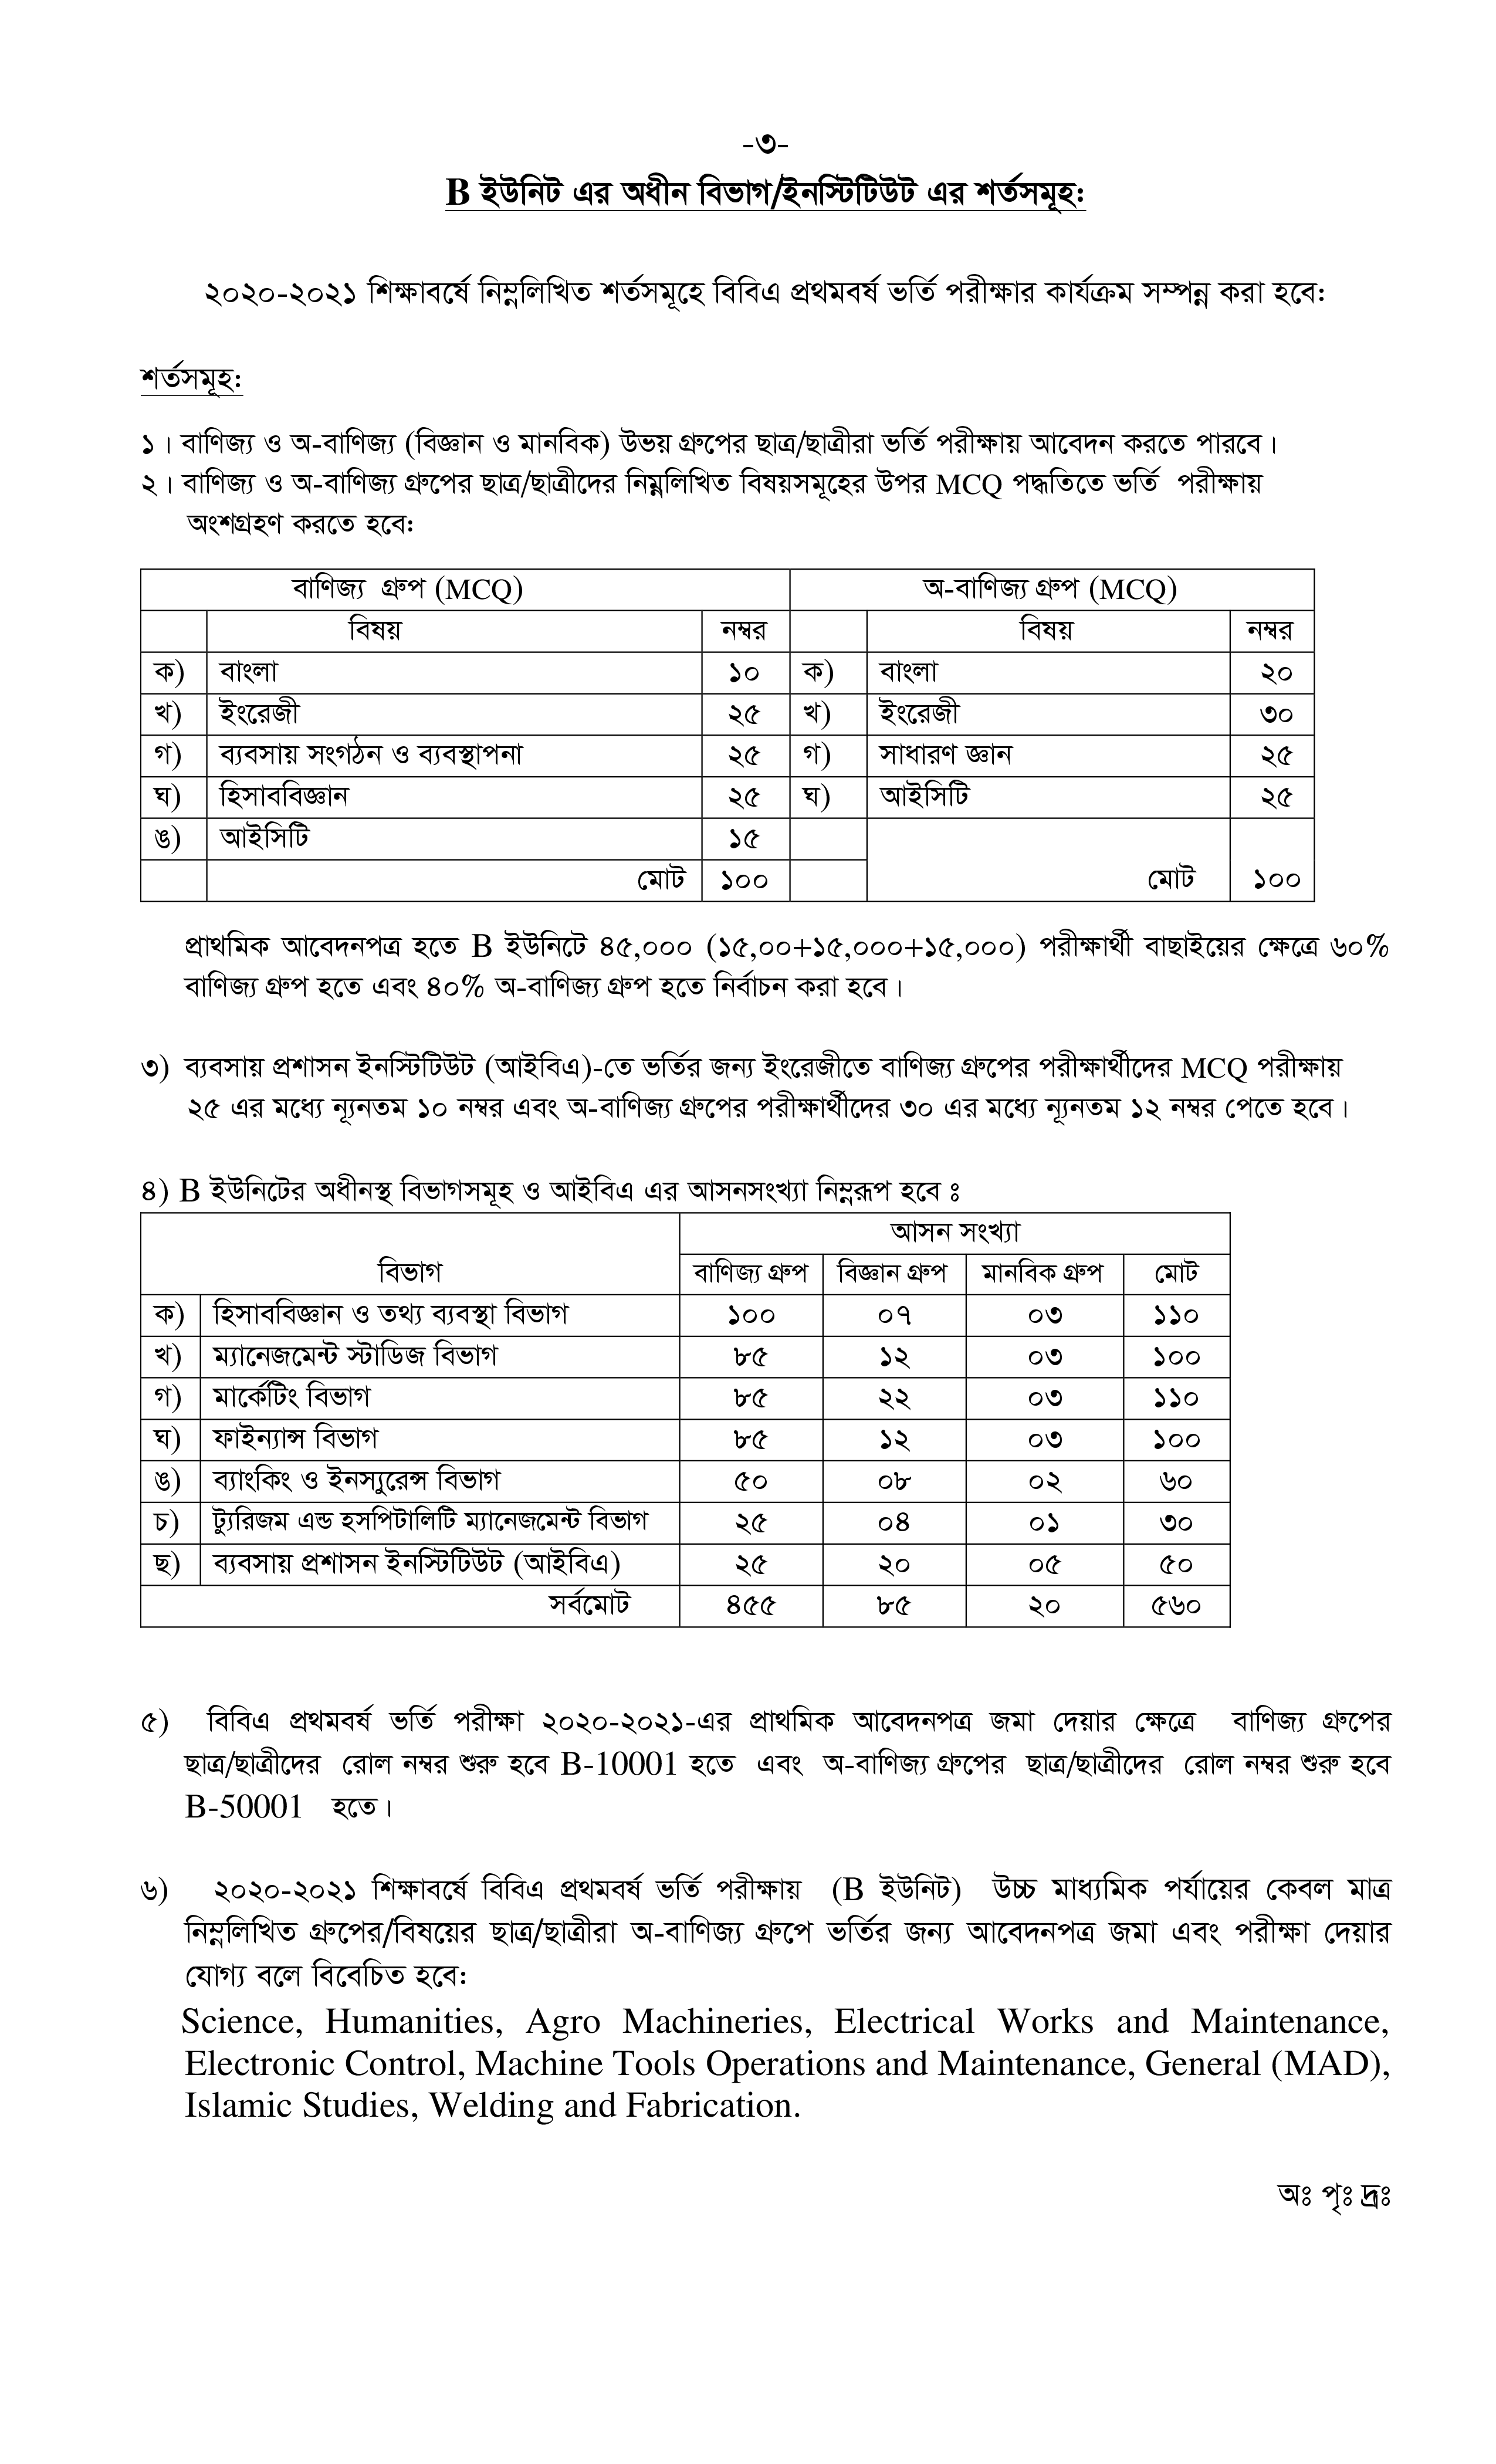 -৩-
B ইউনিট এর অধীন বিভাগ/ইনস্টিটিউট এর শর্তসমূহ:
২০২০-২০২১ শিক্ষাবর্ষে নিম্নলিখিত শর্তসমূহে বিবিএ প্রথমবর্ষ ভর্তি পরীক্ষার কার্যক্রম সম্পন্ন করা হবে:
শর্তসমূহ:
১। বাণিজ্য ও অ-বাণিজ্য (বিজ্ঞান ও মানবিক) উভয় গ্রুপের ছাত্র/ছাত্রীরা ভর্তি পরীক্ষায় আবেদন করতে পারবে।
২। বাণিজ্য ও অ-বাণিজ্য গ্রুপের ছাত্র/ছাত্রীদের নিম্নলিখিত বিষয়সমূহের উপর MCQ পদ্ধতিতে ভর্তি পরীক্ষায়
অংশগ্রহণ করতে হবে:
বাণিজ্য গ্রুপ (MCQ) অ-বাণিজ্য গ্রুপ (MCQ)
বিষয় নম্বর বিষয় নম্বর
ক) বাংলা ১০ ক) বাংলা ২০
খ) ইংরেজী ২৫ খ) ইংরেজী ৩০
গ) ব্যবসায় সংগঠন ও ব্যবস্থাপনা ২৫ গ) সাধারণ জ্ঞান ২৫
ঘ) হিসাববিজ্ঞান ২৫ ঘ) আইসিটি ২৫
ঙ) আইসিটি ১৫
মোট ১০০ মোট ১০০
প্রাথমিক আবেদনপত্র হতে B ইউনিটে ৪৫,০০০ (১৫,০০+১৫,০০০+১৫,০০০) পরীক্ষার্থী বাছাইয়ের ক্ষেত্রে ৬০%
বাণিজ্য গ্রুপ হতে এবং ৪০% অ-বাণিজ্য গ্রুপ হতে নির্বাচন করা হবে।
৩) ব্যবসায় প্রশাসন ইনস্টিটিউট (আইবিএ)-তে ভর্তির জন্য ইংরেজীতে বাণিজ্য গ্রুপের পরীক্ষার্থীদের MCQ পরীক্ষায়
২৫ এর মধ্যে ন্যূনতম ১০ নম্বর এবং অ-বাণিজ্য গ্রুপের পরীক্ষার্থীদের ৩০ এর মধ্যে ন্যূনতম ১২ নম্বর পেতে হবে।
৪) B ইউনিটের অধীনস্থ বিভাগসমূহ ও আইবিএ এর আসনসংখ্যা নিম্নরূপ হবে ঃ
আসন সংখ্যা
বিভাগ বাণিজ্য গ্রুপ বিজ্ঞান গ্রুপ মানবিক গ্রুপ মোট
ক) হিসাববিজ্ঞান ও তথ্য ব্যবস্থা বিভাগ ১০০ ০৭ ০৩ ১১০
খ) ম্যানেজমেন্ট স্টাডিজ বিভাগ ৮৫ ১২ ০৩ ১০০
গ) মার্কেটিং বিভাগ ৮৫ ২২ ০৩ ১১০
ঘ) ফাইন্যান্স বিভাগ ৮৫ ১২ ০৩ ১০০
ঙ) ব্যাংকিং ও ইনস্যুরেন্স বিভাগ ৫০ ০৮ ০২ ৬০
চ) ট্যুরিজম এন্ড হসপিটালিটি ম্যানেজমেন্ট বিভাগ ২৫ ০৪ ০১ ৩০
ছ) ব্যবসায় প্রশাসন ইনস্টিটিউট (আইবিএ) ২৫ ২০ ০৫ ৫০
সর্বমোট ৪৫৫ ৮৫ ২০ ৫৬০
৫) বিবিএ প্রথমবর্ষ ভর্তি পরীক্ষা ২০২০-২০২১-এর প্রাথমিক আবেদনপত্র জমা দেয়ার ক্ষেত্রে বাণিজ্য গ্রুপের
ছাত্র/ছাত্রীদের রোল নম্বর শুরু হবে B-10001 হতে এবং অ-বাণিজ্য গ্রুপের ছাত্র/ছাত্রীদের রোল নম্বর শুরু হবে
B-50001 হতে।
৬) ২০২০-২০২১ শিক্ষাবর্ষে বিবিএ প্রথমবর্ষ ভর্তি পরীক্ষায় (B ইউনিট) উচ্চ মাধ্যমিক পর্যায়ের কেবল মাত্র
নিম্নলিখিত গ্রুপের/বিষয়ের ছাত্র/ছাত্রীরা অ-বাণিজ্য গ্রুপে ভর্তির জন্য আবেদনপত্র জমা এবং পরীক্ষা দেয়ার
যোগ্য বলে বিবেচিত হবে:
Science, Humanities, Agro Machineries, Electrical Works and Maintenance,
Electronic Control, Machine Tools Operations and Maintenance, General (MAD),
Islamic Studies, Welding and Fabrication.
অঃ পৃঃ দ্রঃ